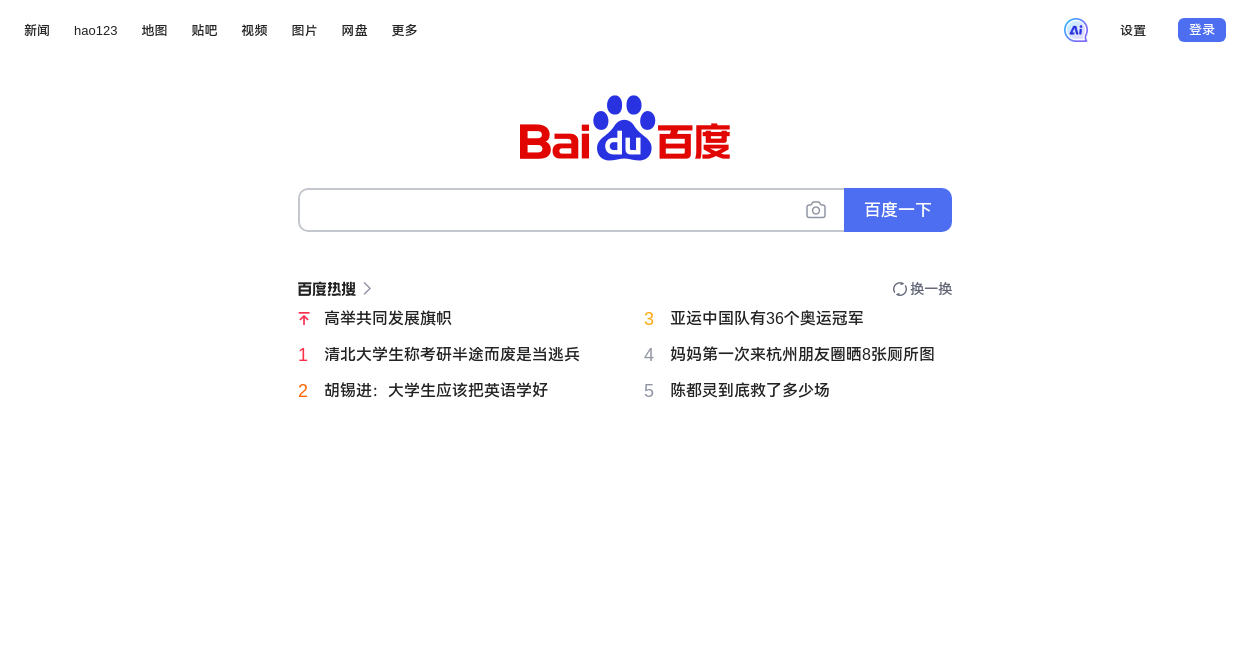 新闻 hao123 地图 贴吧 视频 图片 网盘 更多 Ai 设置 登录
Bai du 百度
百度一下
百度热搜 换一换
高举共同发展旗帜
1 清北大学生称考研半途而废是当逃兵
2 胡锡进：大学生应该把英语学好
3 亚运中国队有36个奥运冠军
4 妈妈第一次来杭州朋友圈晒8张厕所图
5 陈都灵到底救了多少场